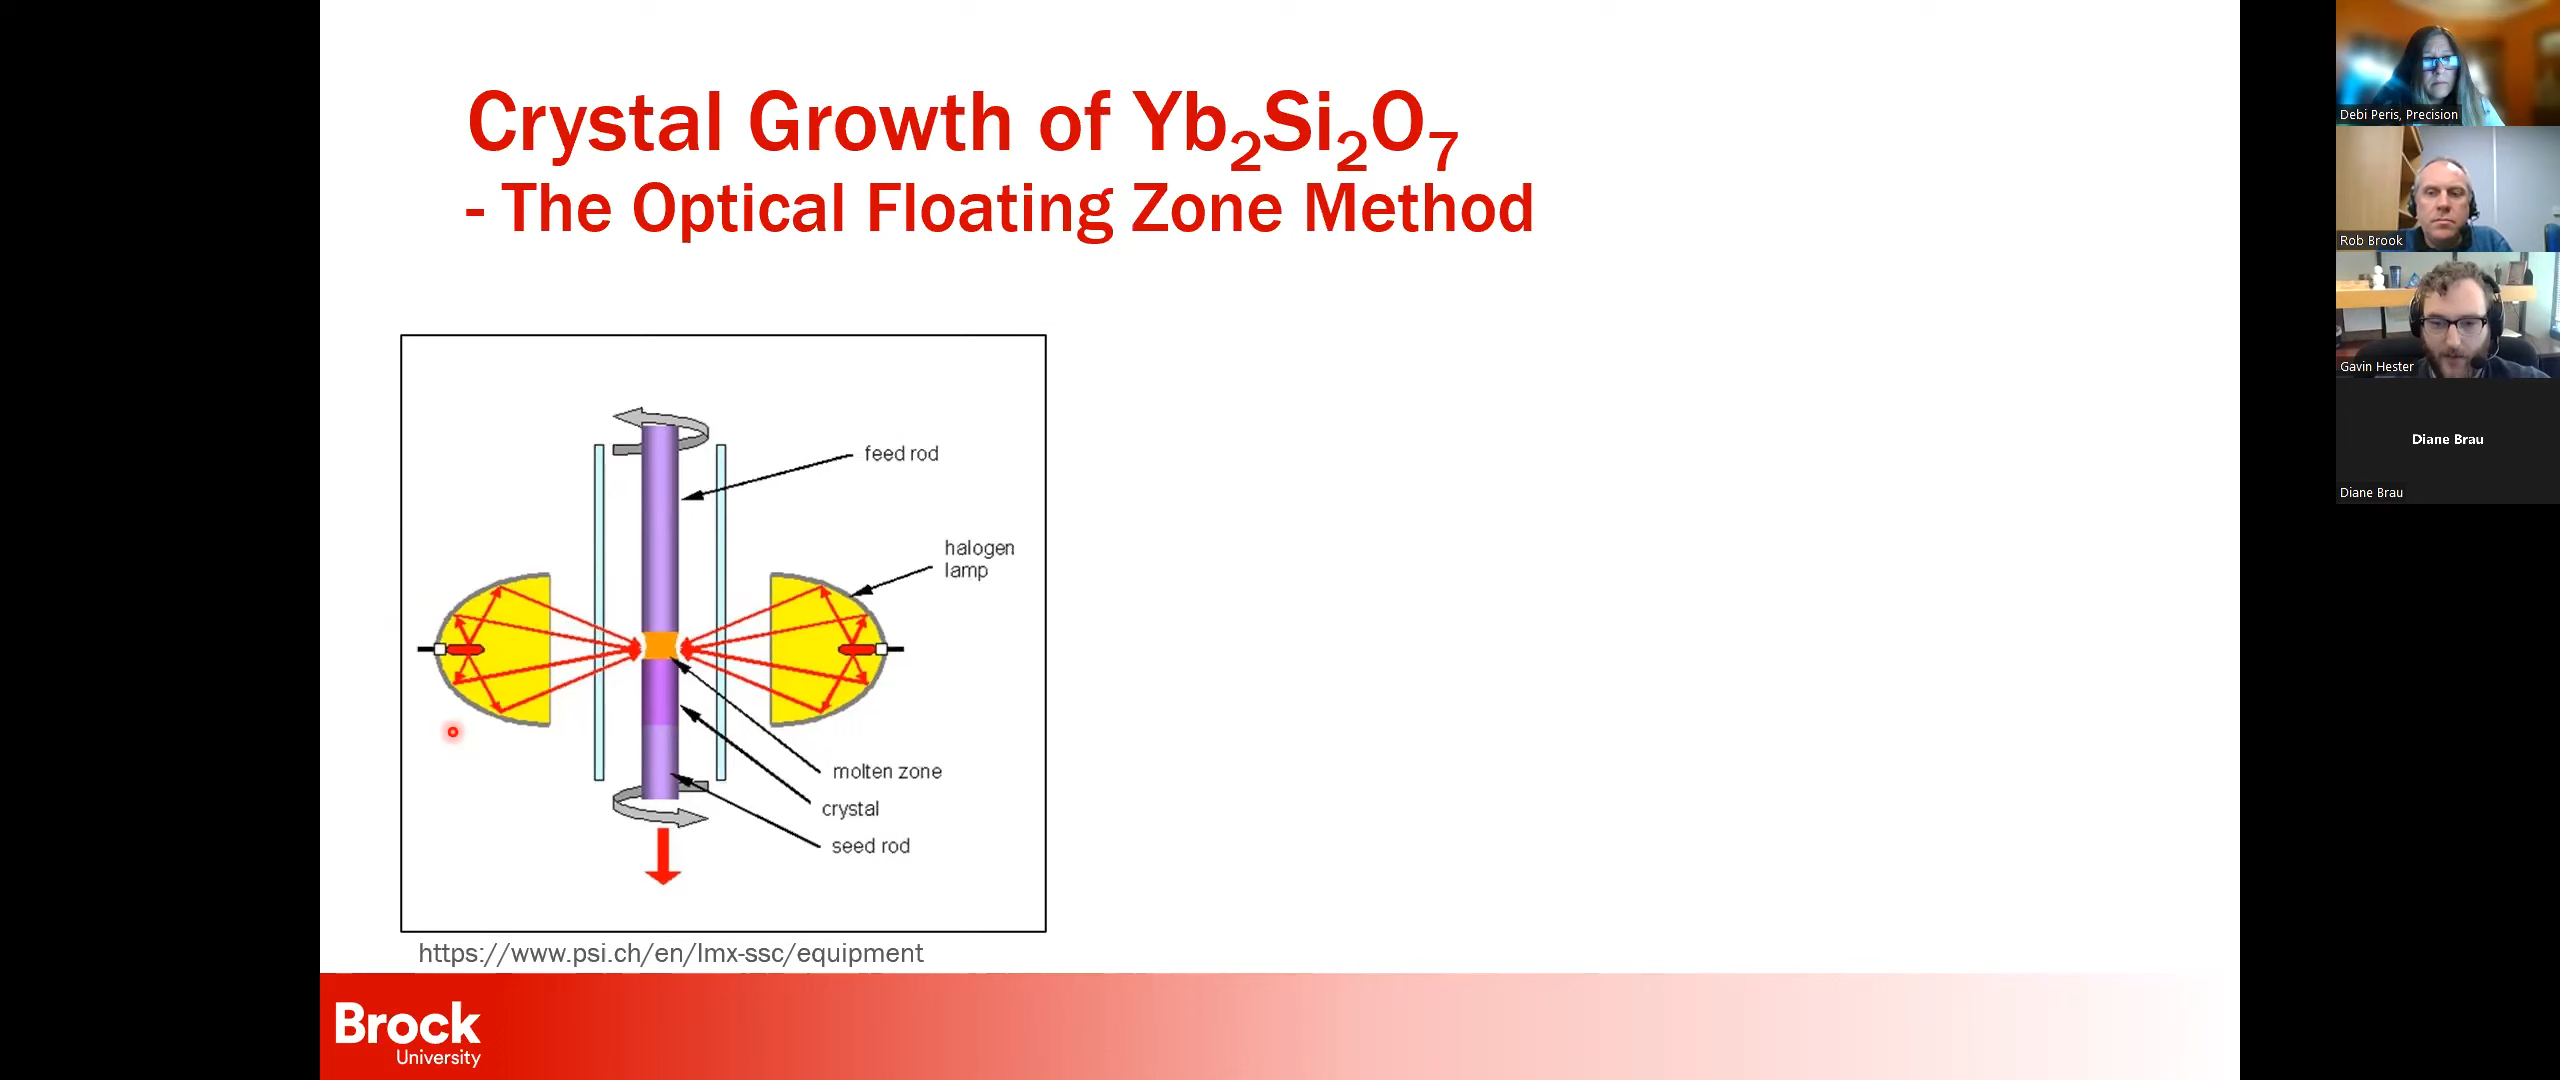 Crystal Growth of Yb₂Si₂O₇
- The Optical Floating Zone Method
feed rod
halogen
lamp
molten zone
crystal
seed rod
https://www.psi.ch/en/lmx-ssc/equipment
Brock
University
Debi Peris, Precision
Rob Brook
Gavin Hester
Diane Brau
Diane Brau